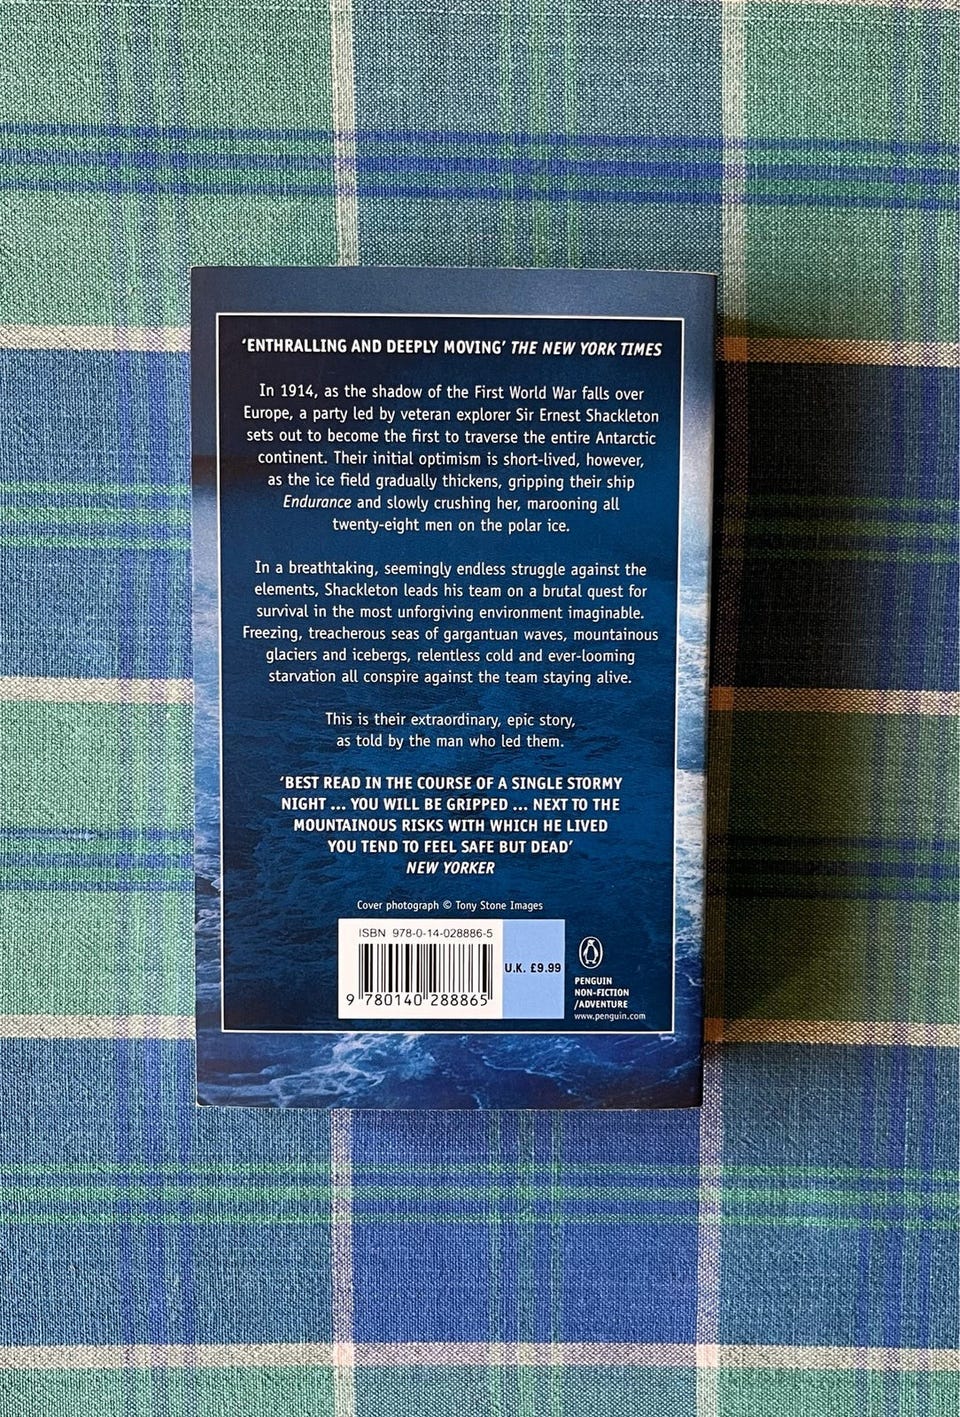 ‘ENTHRALLING AND DEEPLY MOVING’ THE NEW YORK TIMES
In 1914, as the shadow of the First World War falls over
Europe, a party led by veteran explorer Sir Ernest Shackleton
sets out to become the first to traverse the entire Antarctic
continent. Their initial optimism is short-lived, however,
as the ice field gradually thickens, gripping their ship
Endurance and slowly crushing her, marooning all
twenty-eight men on the polar ice.
In a breathtaking, seemingly endless struggle against the
elements, Shackleton leads his team on a brutal quest for
survival in the most unforgiving environment imaginable.
Freezing, treacherous seas of gargantuan waves, mountainous
glaciers and icebergs, relentless cold and ever-looming
starvation all conspire against the team staying alive.
This is their extraordinary, epic story,
as told by the man who led them.
‘BEST READ IN THE COURSE OF A SINGLE STORMY
NIGHT ... YOU WILL BE GRIPPED ... NEXT TO THE
MOUNTAINOUS RISKS WITH WHICH HE LIVED
YOU TEND TO FEEL SAFE BUT DEAD’
NEW YORKER
Cover photograph © Tony Stone Images
ISBN 978-0-14-028886-5
9 780140 288865
U.K. £9.99
PENGUIN
NON-FICTION
/ADVENTURE
www.penguin.com